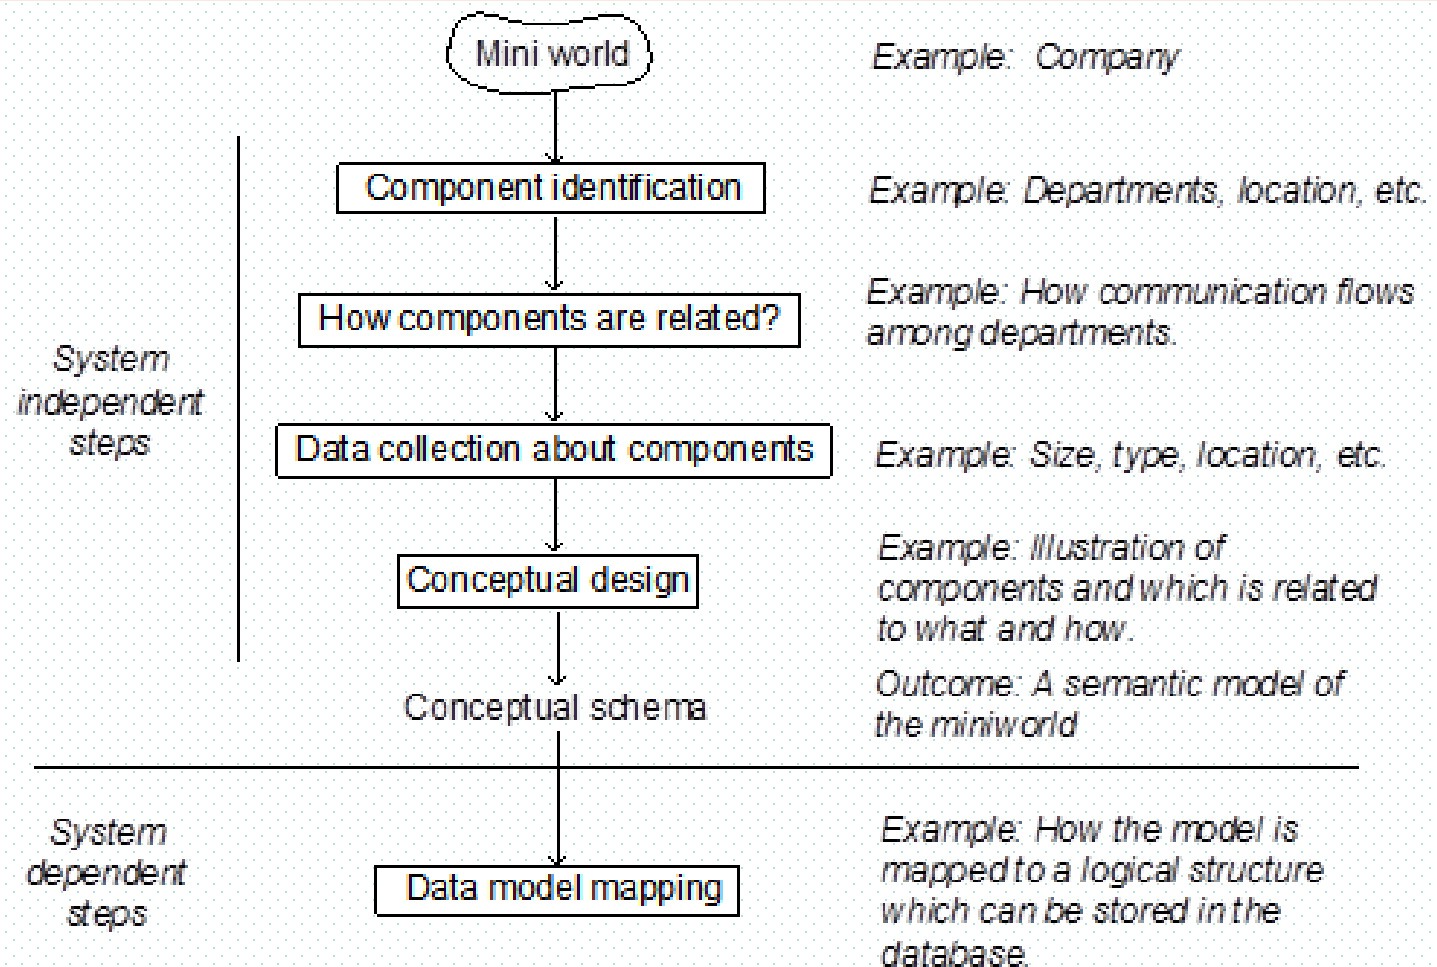 Mini world
Example: Company
Component identification
Example: Departments, location, etc.
How components are related?
Example: How communication flows
among departments.
System
independent
steps
Data collection about components
Example: Size, type, location, etc.
Conceptual design
Example: Illustration of
components and which is related
to what and how.
Conceptual schema
Outcome: A semantic model of
the miniworld
System
dependent
steps
Data model mapping
Example: How the model is
mapped to a logical structure
which can be stored in the
database.